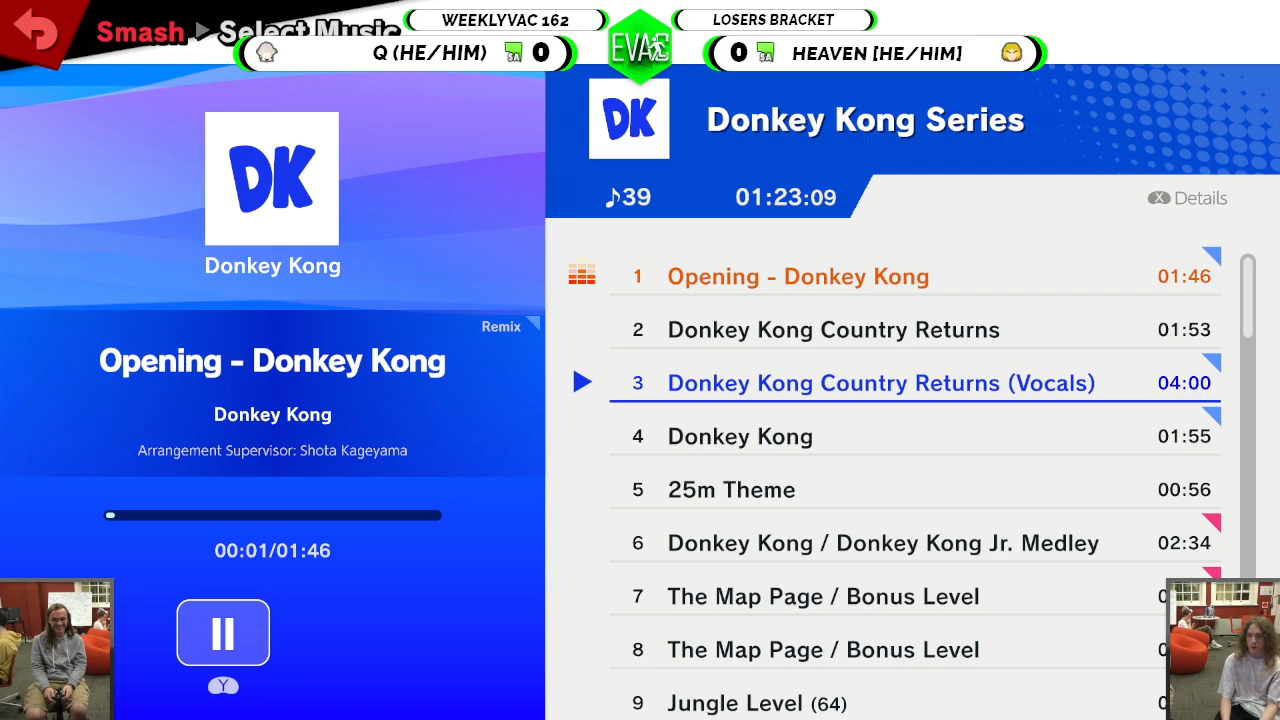 WEEKLYVAC 162
LOSERS BRACKET
Smash ▶ Select Music
Q (HE/HIM) SA 0
EVAC
0 SA HEAVEN [HE/HIM]
DK
Donkey Kong
Remix
Opening - Donkey Kong
Donkey Kong
Arrangement Supervisor: Shota Kageyama
00:01/01:46
Y
DK
Donkey Kong Series
♪39 01:23:09
X Details
1 Opening - Donkey Kong 01:46
2 Donkey Kong Country Returns 01:53
3 Donkey Kong Country Returns (Vocals) 04:00
4 Donkey Kong 01:55
5 25m Theme 00:56
6 Donkey Kong / Donkey Kong Jr. Medley 02:34
7 The Map Page / Bonus Level
8 The Map Page / Bonus Level
9 Jungle Level (64)